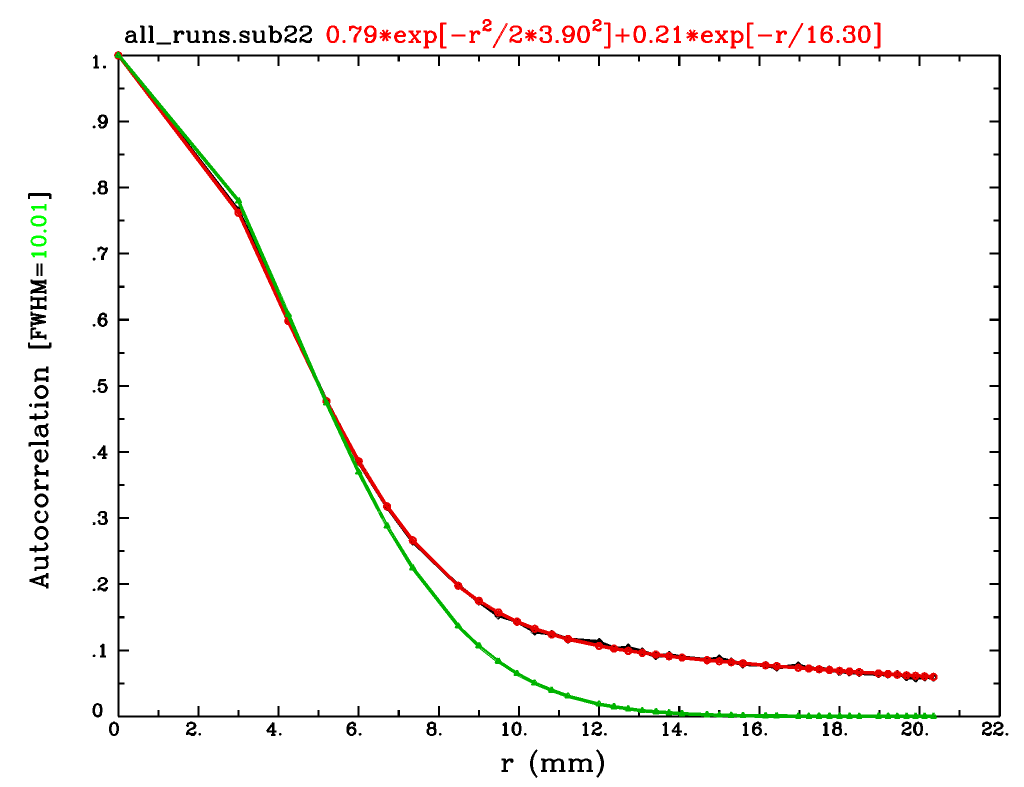 all_runs.sub22 0.79*exp[-r²/2*3.90²]+0.21*exp[-r/16.30]
1.
.9
.8
.7
.6
.5
.4
.3
.2
.1
0
Autocorrelation [FWHM=10.01]
0 2. 4. 6. 8. 10. 12. 14. 16. 18. 20. 22.
r (mm)